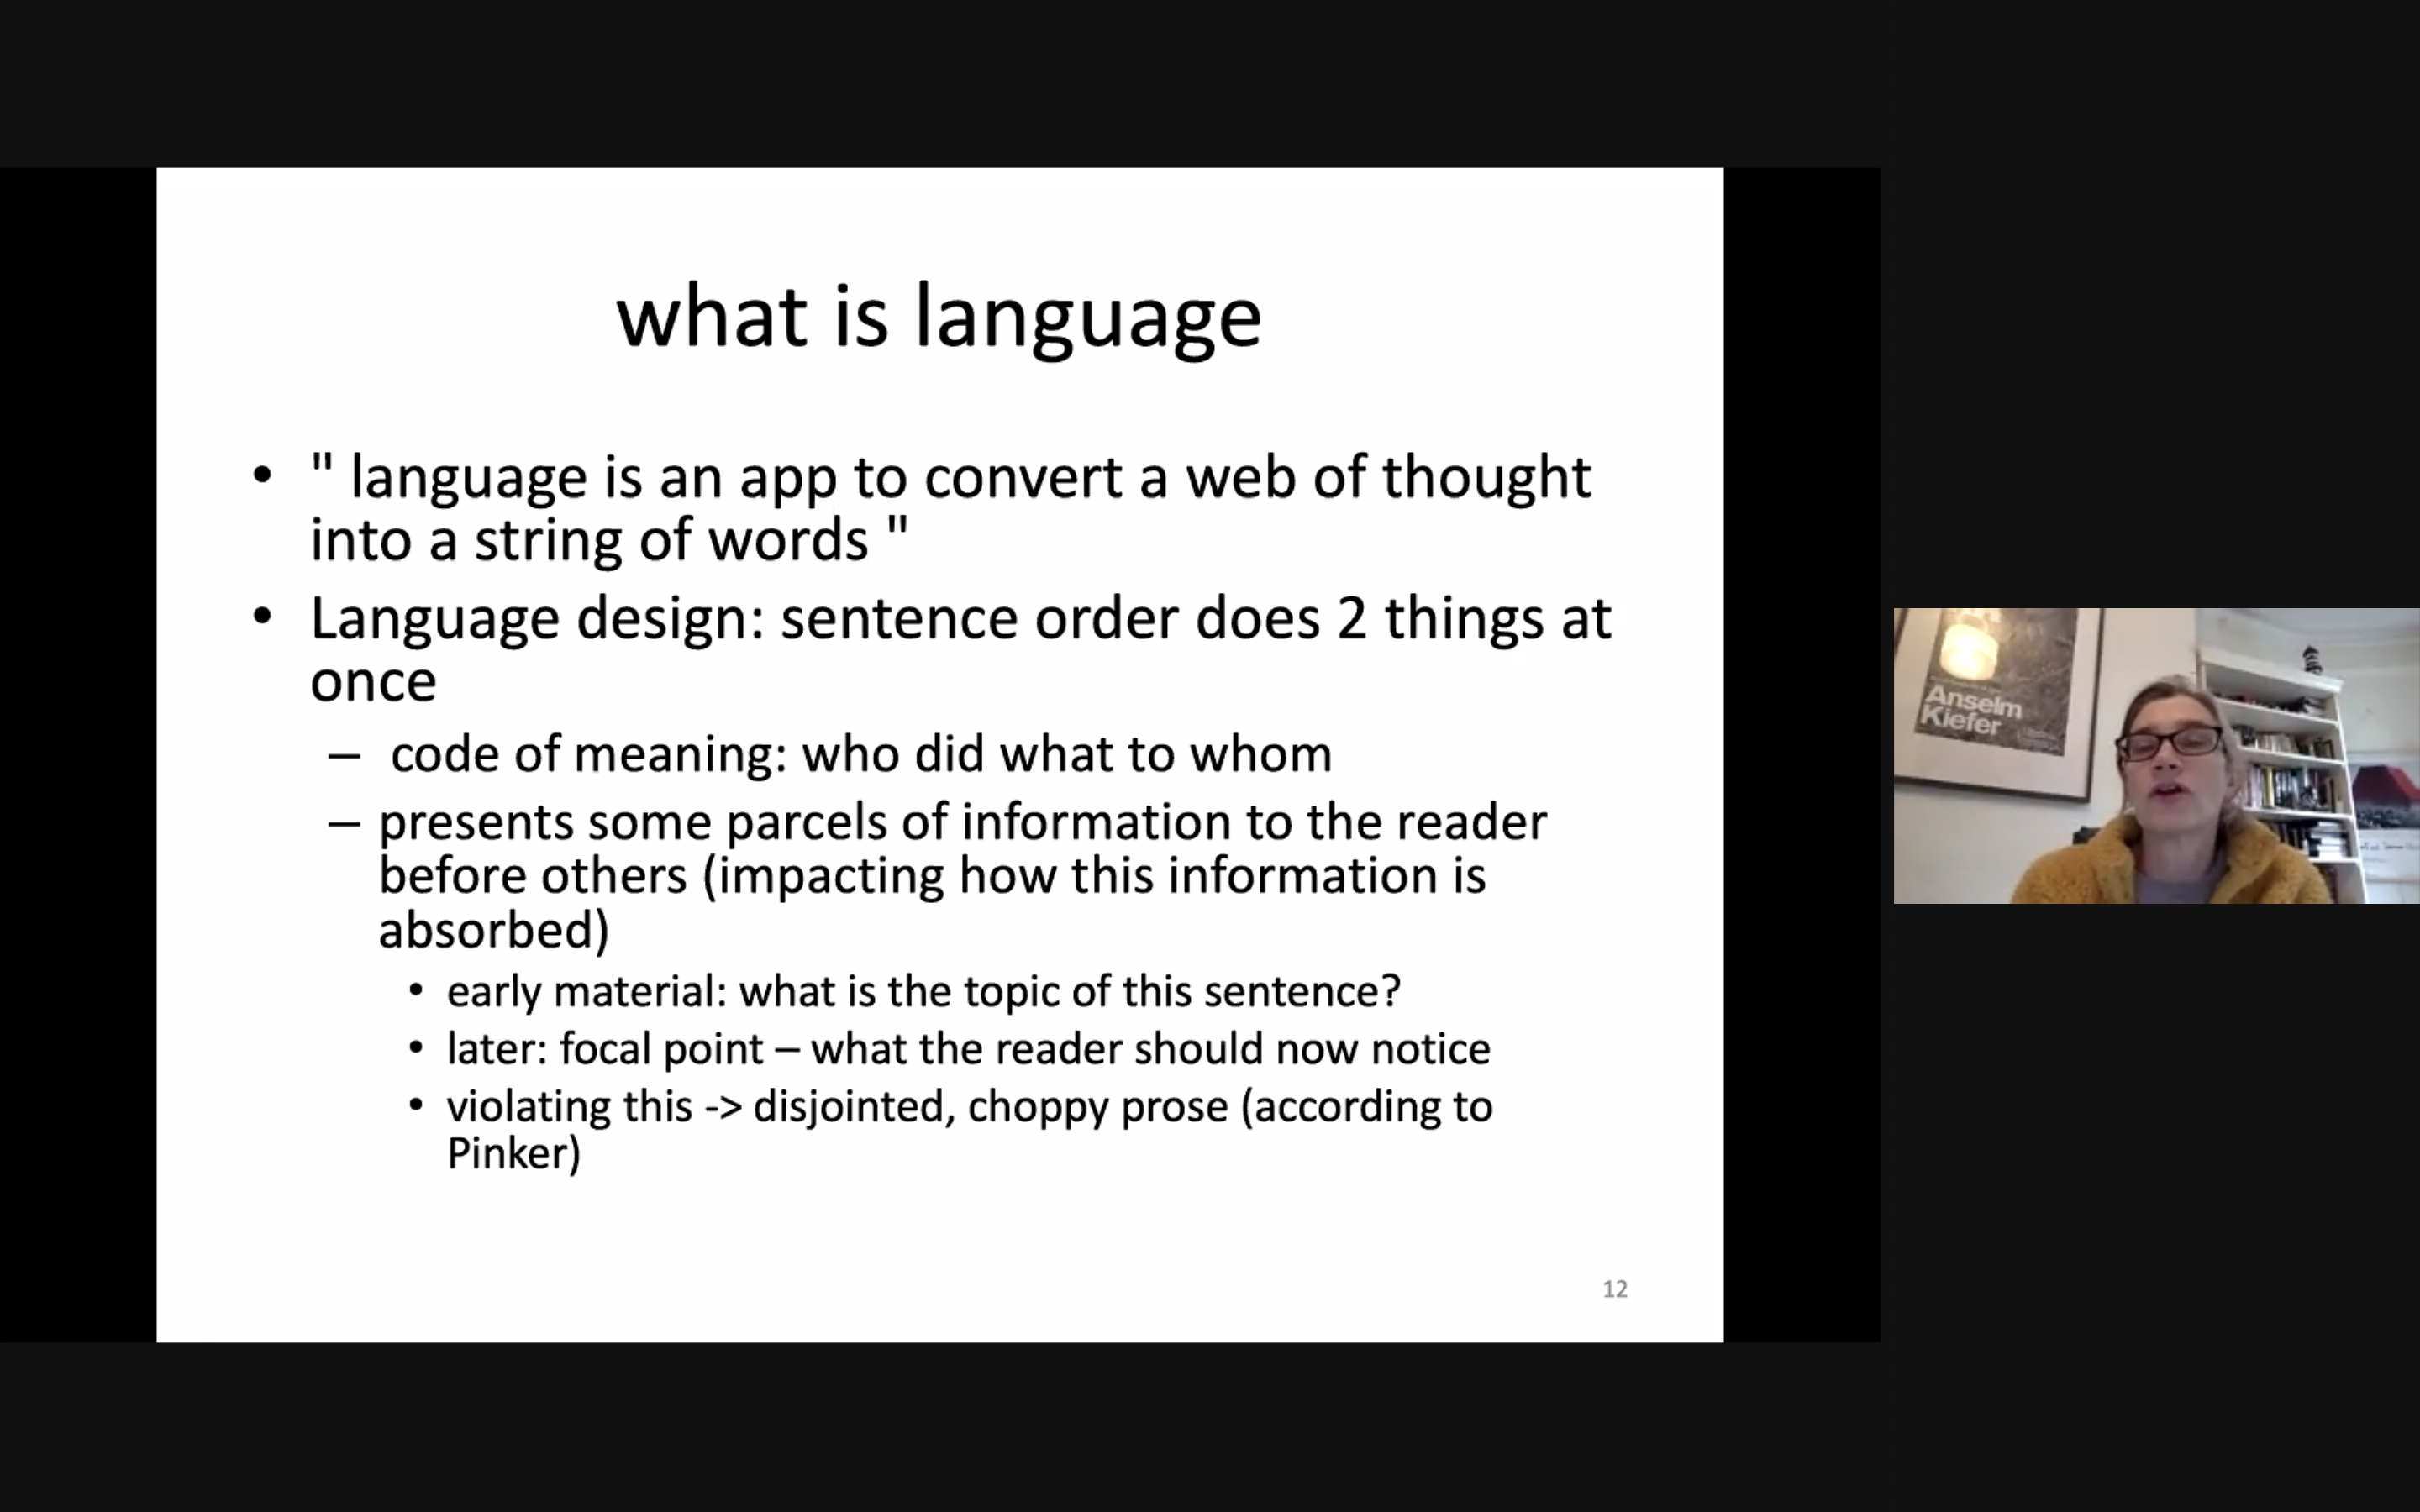 what is language
• " language is an app to convert a web of thought
into a string of words "
• Language design: sentence order does 2 things at
once
– code of meaning: who did what to whom
– presents some parcels of information to the reader
before others (impacting how this information is
absorbed)
• early material: what is the topic of this sentence?
• later: focal point – what the reader should now notice
• violating this -> disjointed, choppy prose (according to
Pinker)
12
Anselm
Kiefer